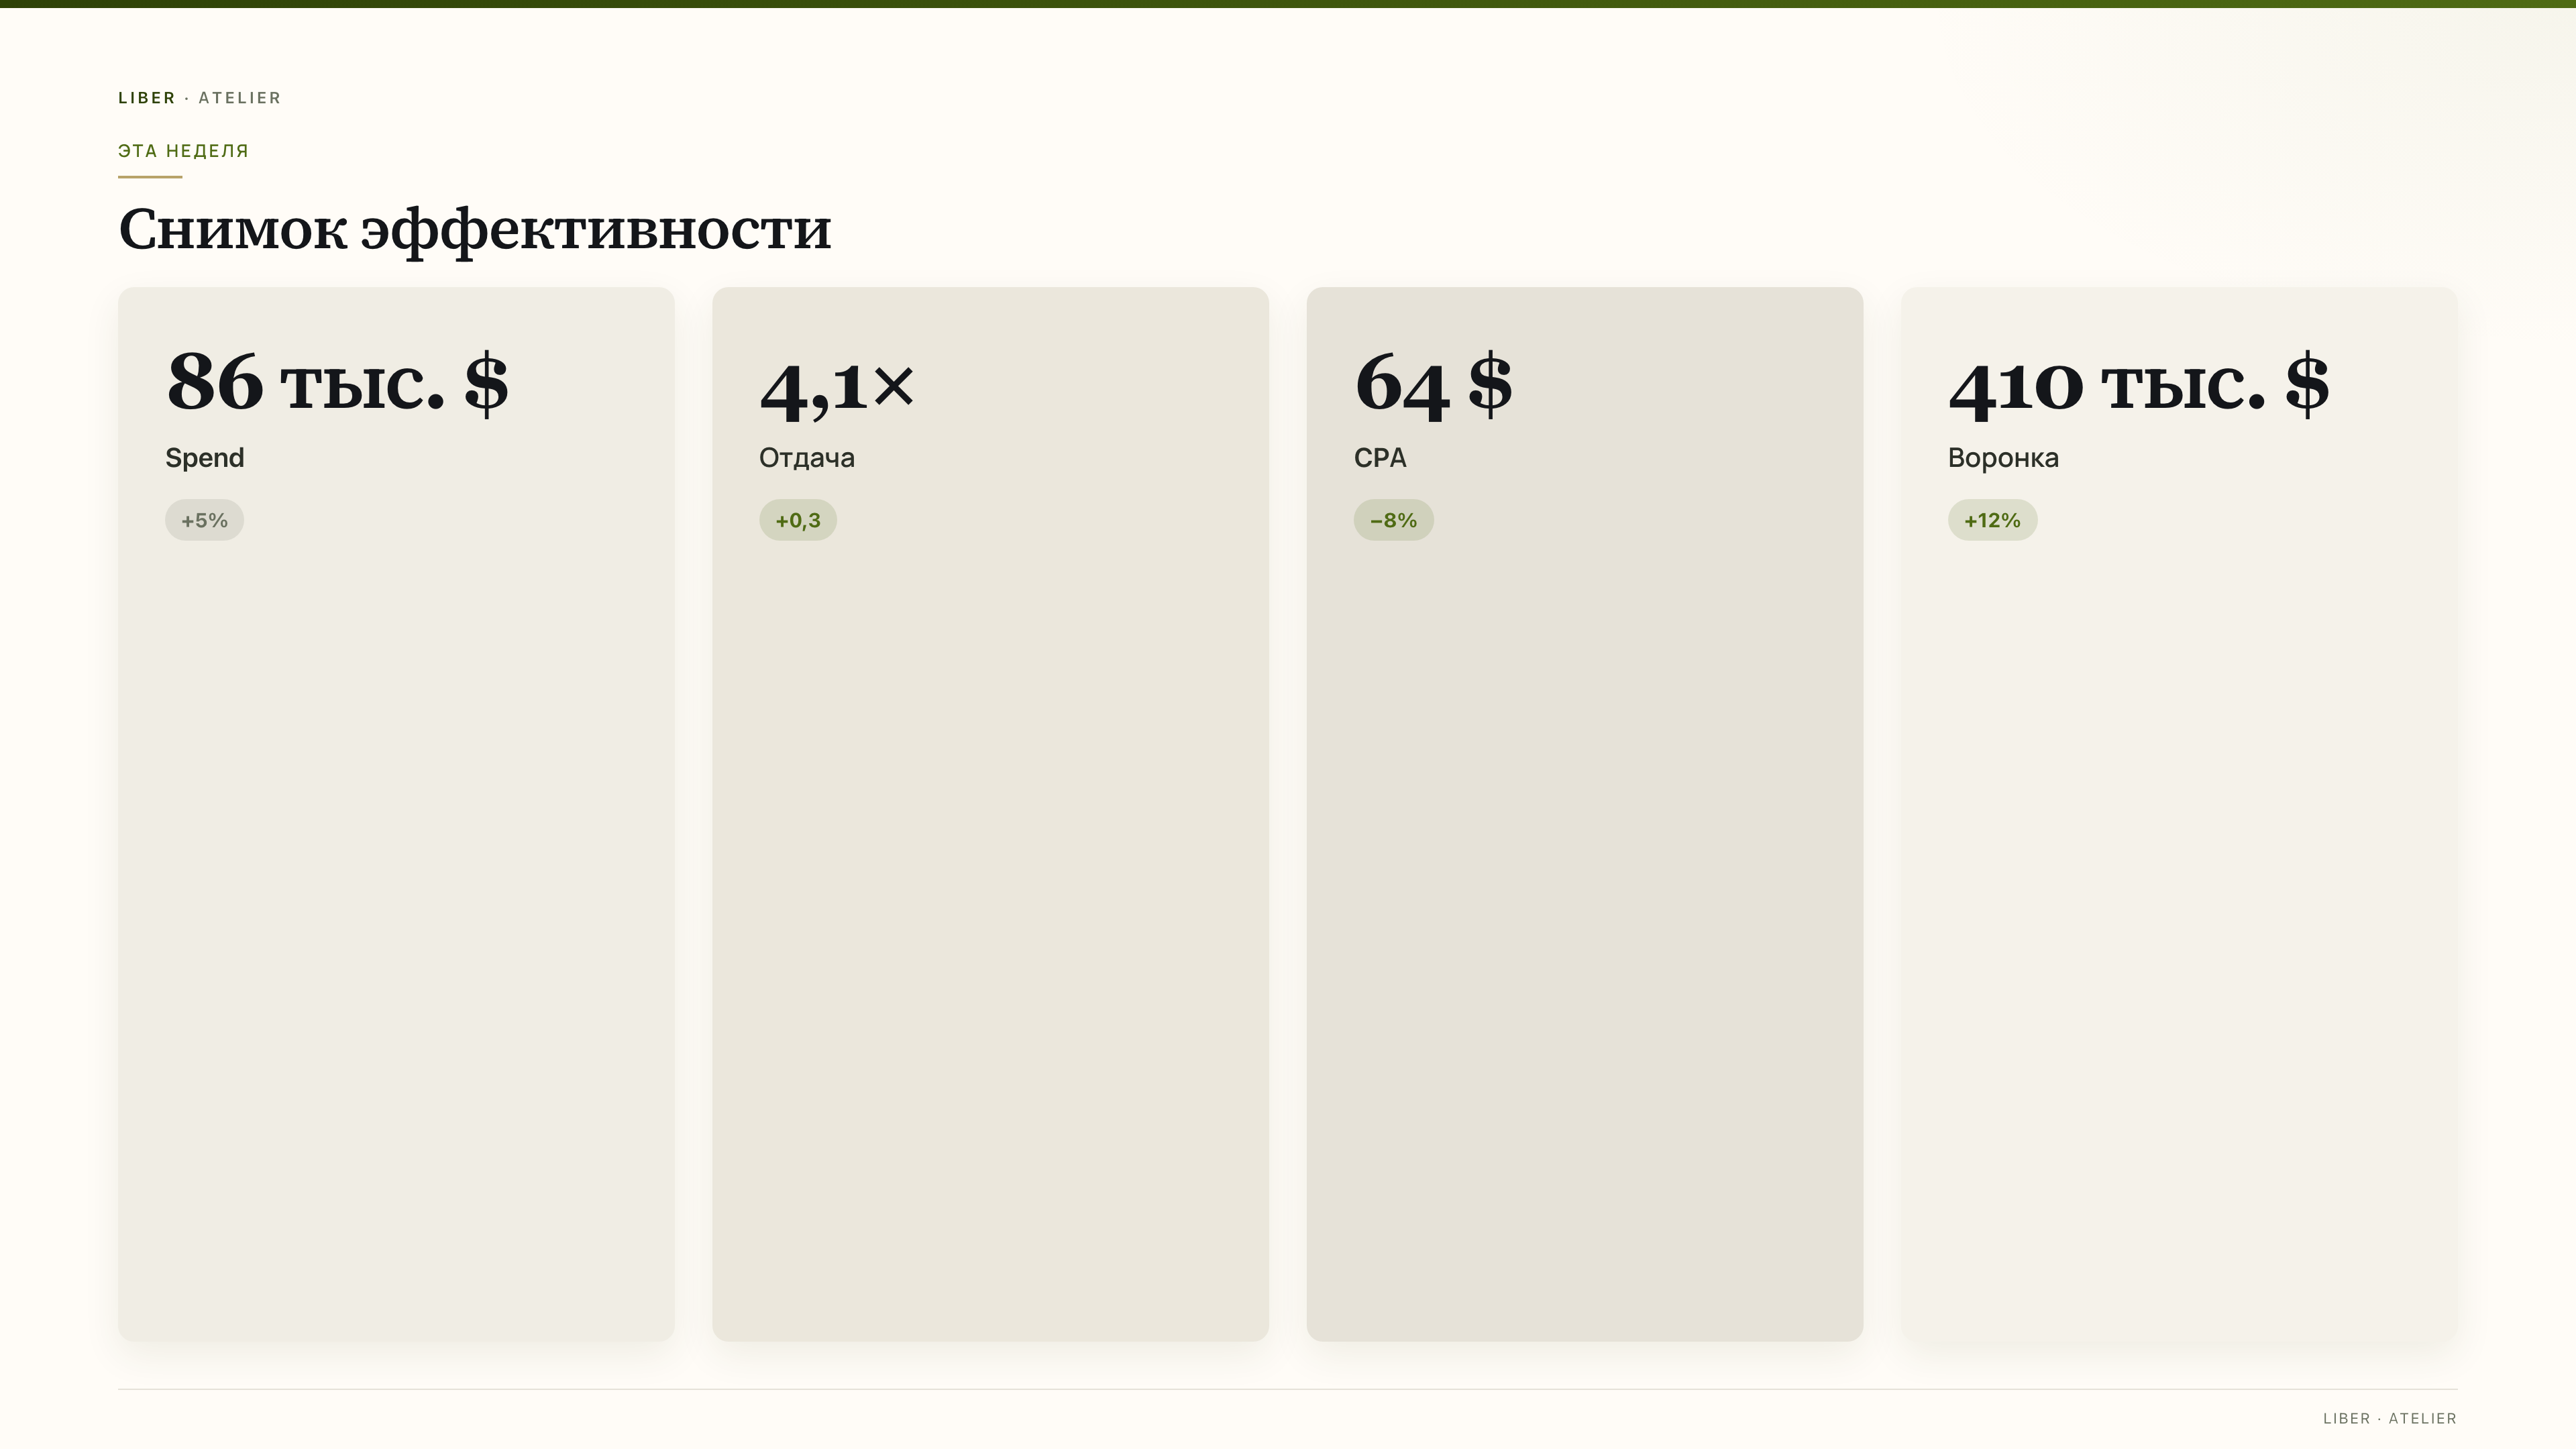 LIBER · ATELIER
ЭТА НЕДЕЛЯ
Снимок эффективности
86 тыс. $
Spend
+5%
4,1×
Отдача
+0,3
64 $
CPA
−8%
410 тыс. $
Воронка
+12%
LIBER · ATELIER